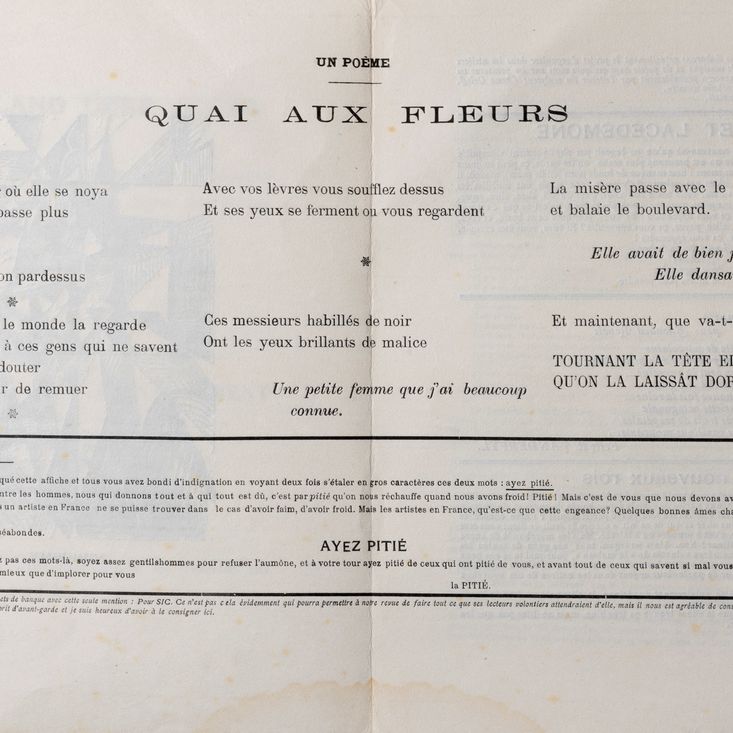 UN POÈME
QUAI AUX FLEURS
où elle se noya
passe plus
pardessus
*
le monde la regarde
à ces gens qui ne savent
de remuer
*
Avec vos lèvres vous soufflez dessus
Et ses yeux se ferment ou vous regardent
*
Ces messieurs habillés de noir
Ont les yeux brillants de malice
Une petite femme que j'ai beaucoup
connue.
La misère passe avec le
et balaie le boulevard.
Elle avait de bien
Elle dansa
Et maintenant, que va-t-
TOURNANT LA TÊTE
QU'ON LA LAISSÂT
cette affiche et tous vous avez bondi d'indignation en voyant deux fois s'étaler en gros caractères ces deux mots : ayez pitié.
les hommes, nous qui donnons tout et à qui tout est dû, c'est par pitié qu'on nous réchauffe quand nous avons froid! Pitié! Mais c'est de vous que nous devons
un artiste en France ne se puisse trouver dans le cas d'avoir faim, d'avoir froid. Mais les artistes en France, qu'est-ce que cette engeance? Quelques bonnes âmes
AYEZ PITIÉ
pas ces mots-là, soyez assez gentilshommes pour refuser l'aumône, et à votre tour ayez pitié de ceux qui ont pitié de vous, et avant tout de ceux qui savent si mal vous
mieux que d'implorer pour vous
la PITIÉ.
de banque avec cette seule mention : Pour SIC. Ce n'est pas cela évidemment qui pourra permettre à notre revue de faire tout ce que ses lecteurs volontiers attendraient d'elle, mais il nous est agréable de
d'avant-garde et je suis heureux d'avoir à le consigner ici.